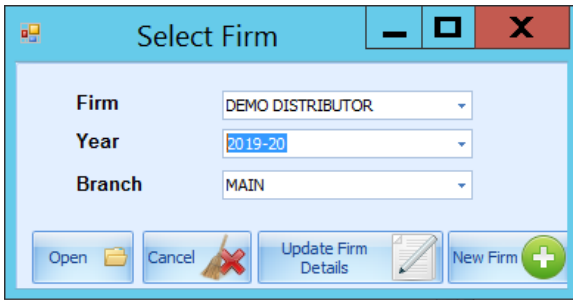 Select Firm
Firm DEMO DISTRIBUTOR
Year 2019-20
Branch MAIN
Open Cancel Update Firm Details New Firm